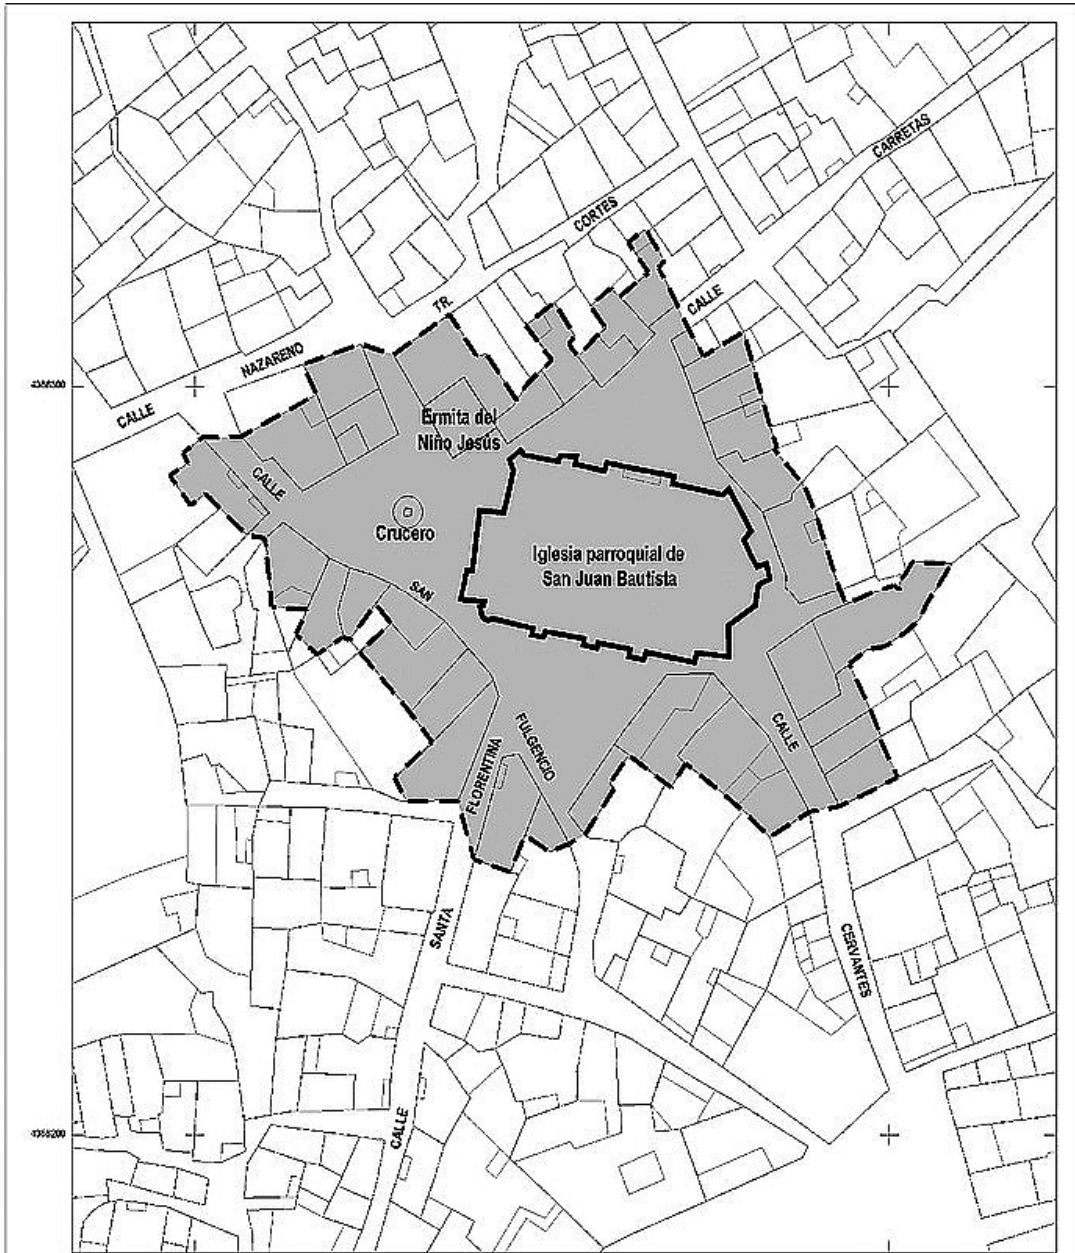 CARRETAS
CORTES
TR.
CALLE
NAZARENO
CALLE
Ermita del
Niño Jesús
CALLE
Crucero
Iglesia parroquial de
San Juan Bautista
SAN
FULGENCIO
FLORENTINA
CALLE
SANTA
CERVANTES
CALLE